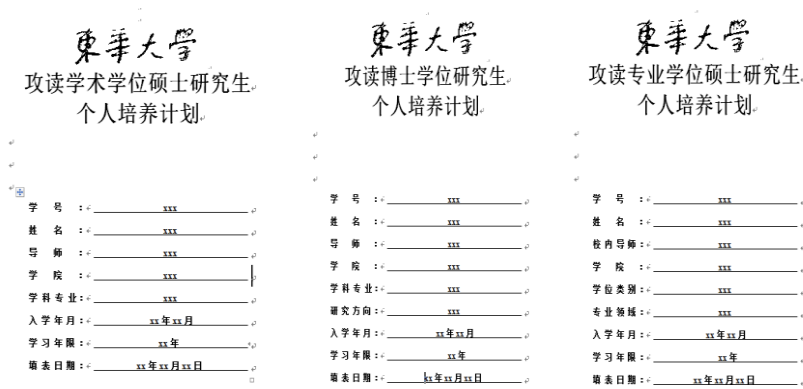 東華大學
攻读学术学位硕士研究生
个人培养计划
学 号 : xxx
姓 名 : xxx
导 师 : xxx
学 院 : xxx
学科专业: xxx
入学年月: xx年xx月
学习年限: xx年
填表日期: xx年xx月xx日
東華大學
攻读博士学位研究生
个人培养计划
学 号 : xxx
姓 名 : xxx
导 师 : xxx
学 院 : xxx
学科专业: xxx
研究方向: xxx
入学年月: xx年xx月
学习年限: xx年
填表日期: xx年xx月xx日
東華大學
攻读专业学位硕士研究生
个人培养计划
学 号 : xxx
姓 名 : xxx
校内导师: xxx
学 院 : xxx
学位类别: xxx
专业领域: xxx
入学年月: xx年xx月
学习年限: xx年
填表日期: xx年xx月xx日